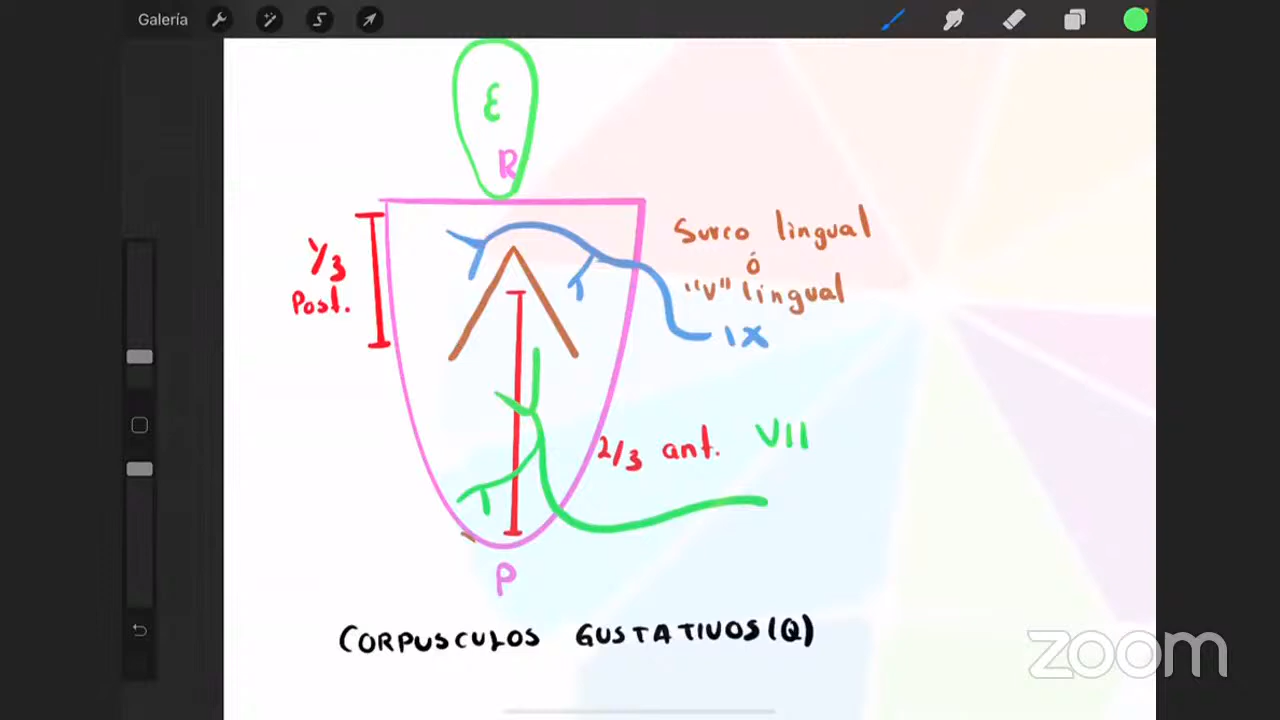 Galería
ε
R
Surco lingual
ó
"V" lingual
1/3
Post.
IX
2/3 ant.
VII
P
CORPUSCULOS GUSTATIVOS(Q)
zoom